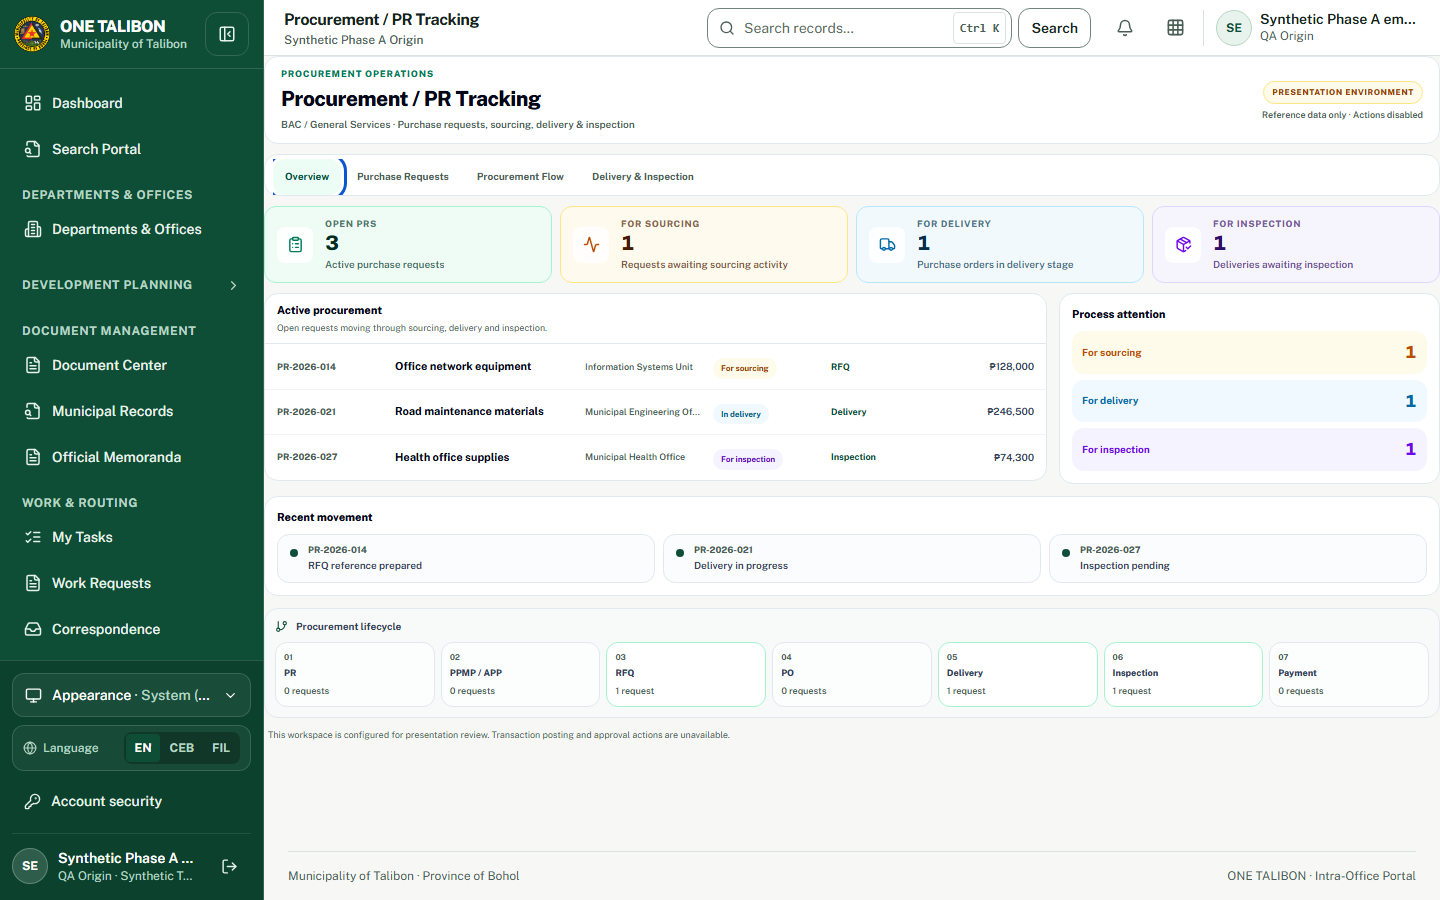 ONE TALIBON
Municipality of Talibon
Dashboard
Search Portal
DEPARTMENTS & OFFICES
Departments & Offices
DEVELOPMENT PLANNING
DOCUMENT MANAGEMENT
Document Center
Municipal Records
Official Memoranda
WORK & ROUTING
My Tasks
Work Requests
Correspondence
Appearance · System (...
Language EN CEB FIL
Account security
SE Synthetic Phase A ...
QA Origin · Synthetic T...
Procurement / PR Tracking
Synthetic Phase A Origin
Search records... Ctrl K Search
SE Synthetic Phase A em...
QA Origin
PROCUREMENT OPERATIONS
Procurement / PR Tracking
BAC / General Services · Purchase requests, sourcing, delivery & inspection
PRESENTATION ENVIRONMENT
Reference data only · Actions disabled
Overview Purchase Requests Procurement Flow Delivery & Inspection
OPEN PRS
3
Active purchase requests
FOR SOURCING
1
Requests awaiting sourcing activity
FOR DELIVERY
1
Purchase orders in delivery stage
FOR INSPECTION
1
Deliveries awaiting inspection
Active procurement
Open requests moving through sourcing, delivery and inspection.
PR-2026-014 Office network equipment Information Systems Unit For sourcing RFQ ₱128,000
PR-2026-021 Road maintenance materials Municipal Engineering Of... In delivery Delivery ₱246,500
PR-2026-027 Health office supplies Municipal Health Office For inspection Inspection ₱74,300
Process attention
For sourcing 1
For delivery 1
For inspection 1
Recent movement
PR-2026-014
RFQ reference prepared
PR-2026-021
Delivery in progress
PR-2026-027
Inspection pending
Procurement lifecycle
01
PR
0 requests
02
PPMP / APP
0 requests
03
RFQ
1 request
04
PO
0 requests
05
Delivery
1 request
06
Inspection
1 request
07
Payment
0 requests
This workspace is configured for presentation review. Transaction posting and approval actions are unavailable.
Municipality of Talibon · Province of Bohol
ONE TALIBON · Intra-Office Portal